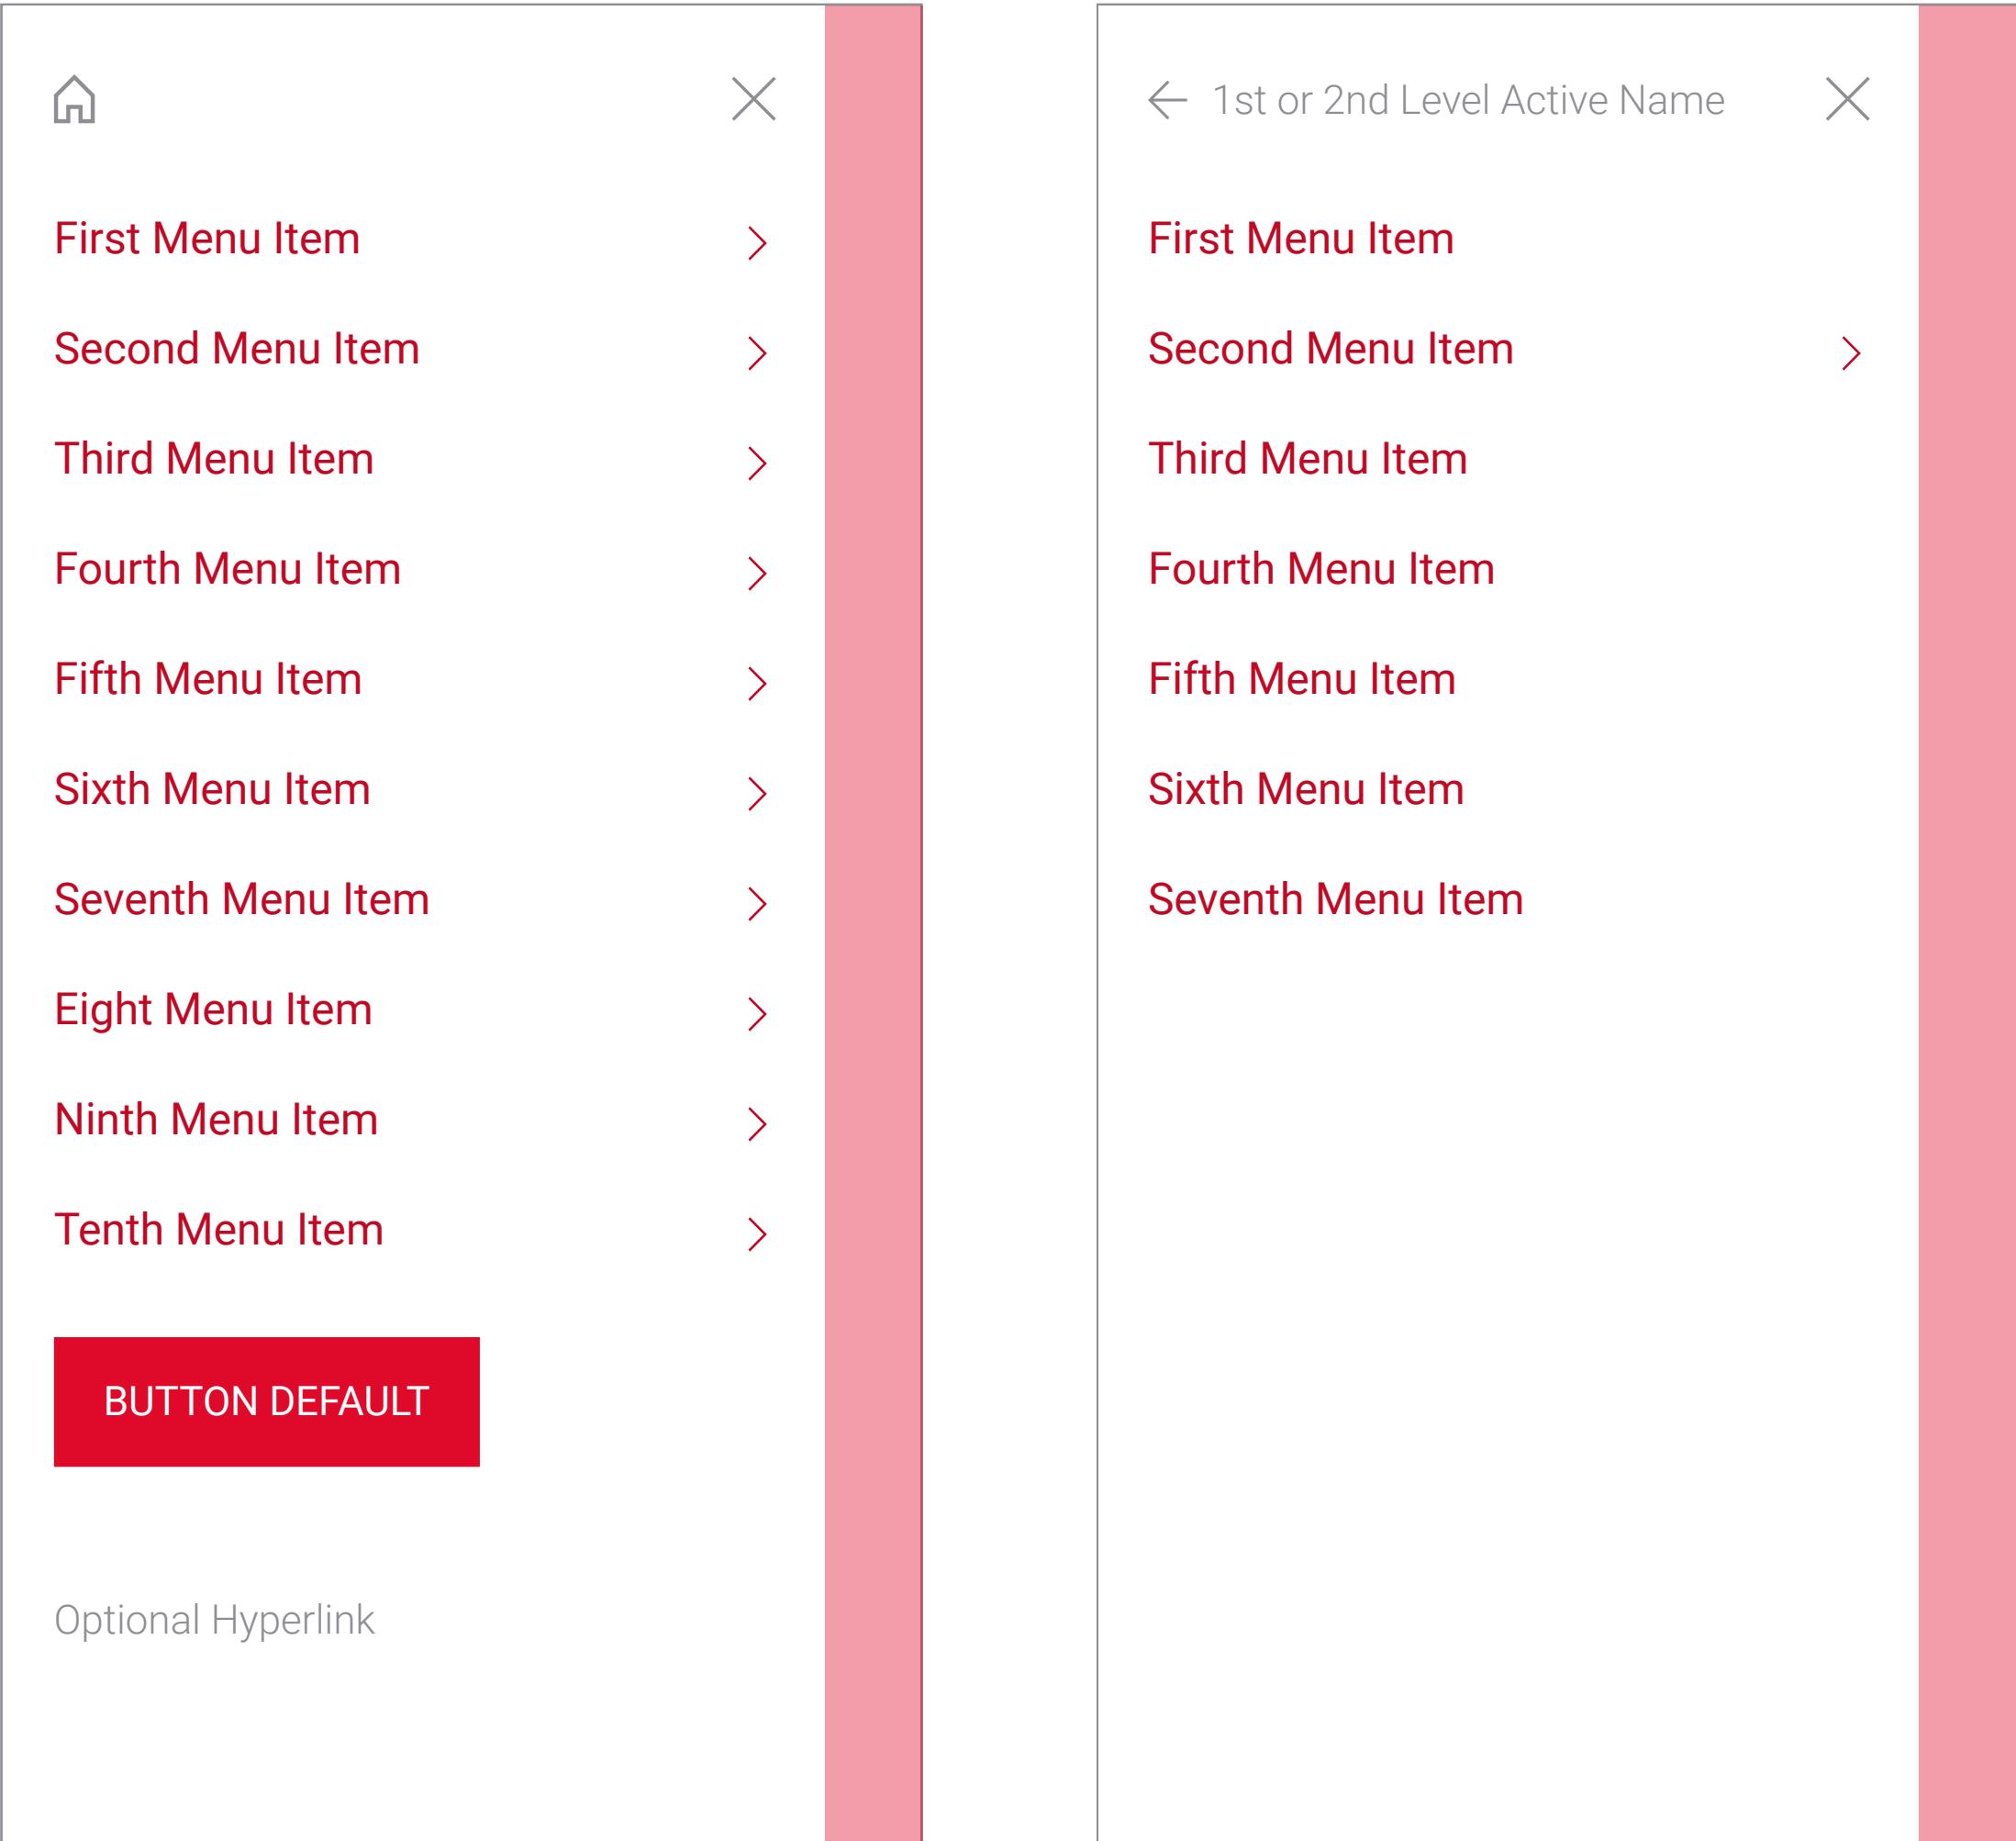 First Menu Item
Second Menu Item
Third Menu Item
Fourth Menu Item
Fifth Menu Item
Sixth Menu Item
Seventh Menu Item
Eight Menu Item
Ninth Menu Item
Tenth Menu Item
BUTTON DEFAULT
Optional Hyperlink
1st or 2nd Level Active Name
First Menu Item
Second Menu Item
Third Menu Item
Fourth Menu Item
Fifth Menu Item
Sixth Menu Item
Seventh Menu Item